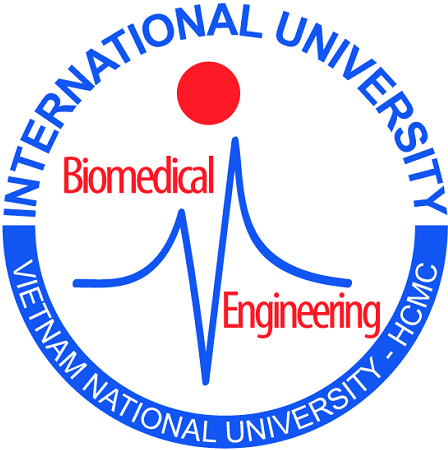 INTERNATIONAL UNIVERSITY
Biomedical
Engineering
VIETNAM NATIONAL UNIVERSITY - HCMC